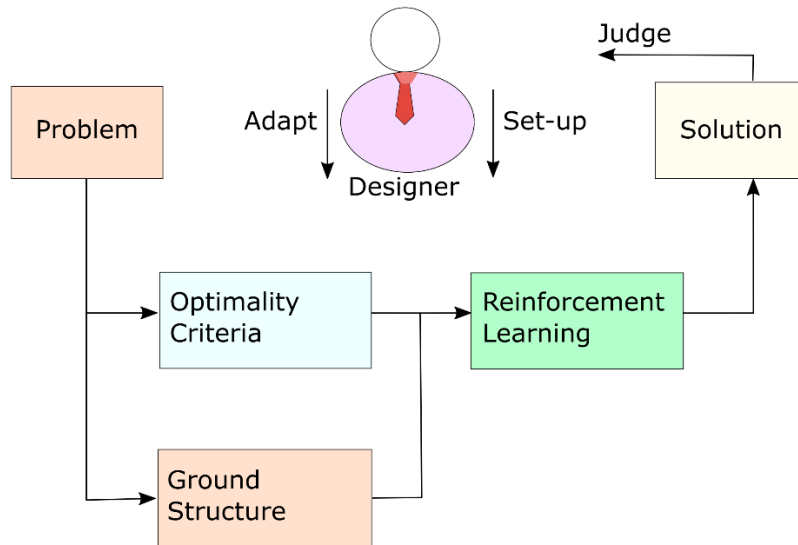 Judge
Problem
Adapt
Set-up
Solution
Designer
Optimality
Criteria
Reinforcement
Learning
Ground
Structure